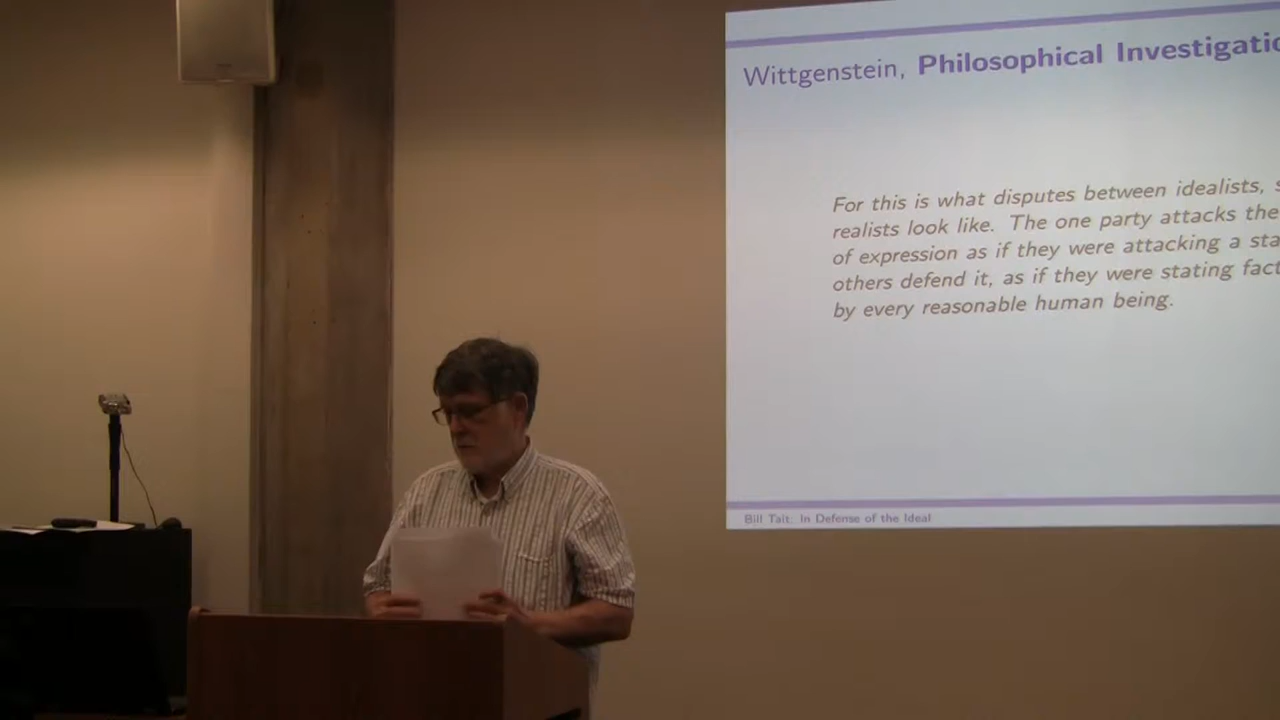 Wittgenstein, Philosophical Investigatio
For this is what disputes between idealists, s
realists look like. The one party attacks the
of expression as if they were attacking a sta
others defend it, as if they were stating fact
by every reasonable human being.
Bill Tait: In Defense of the Ideal